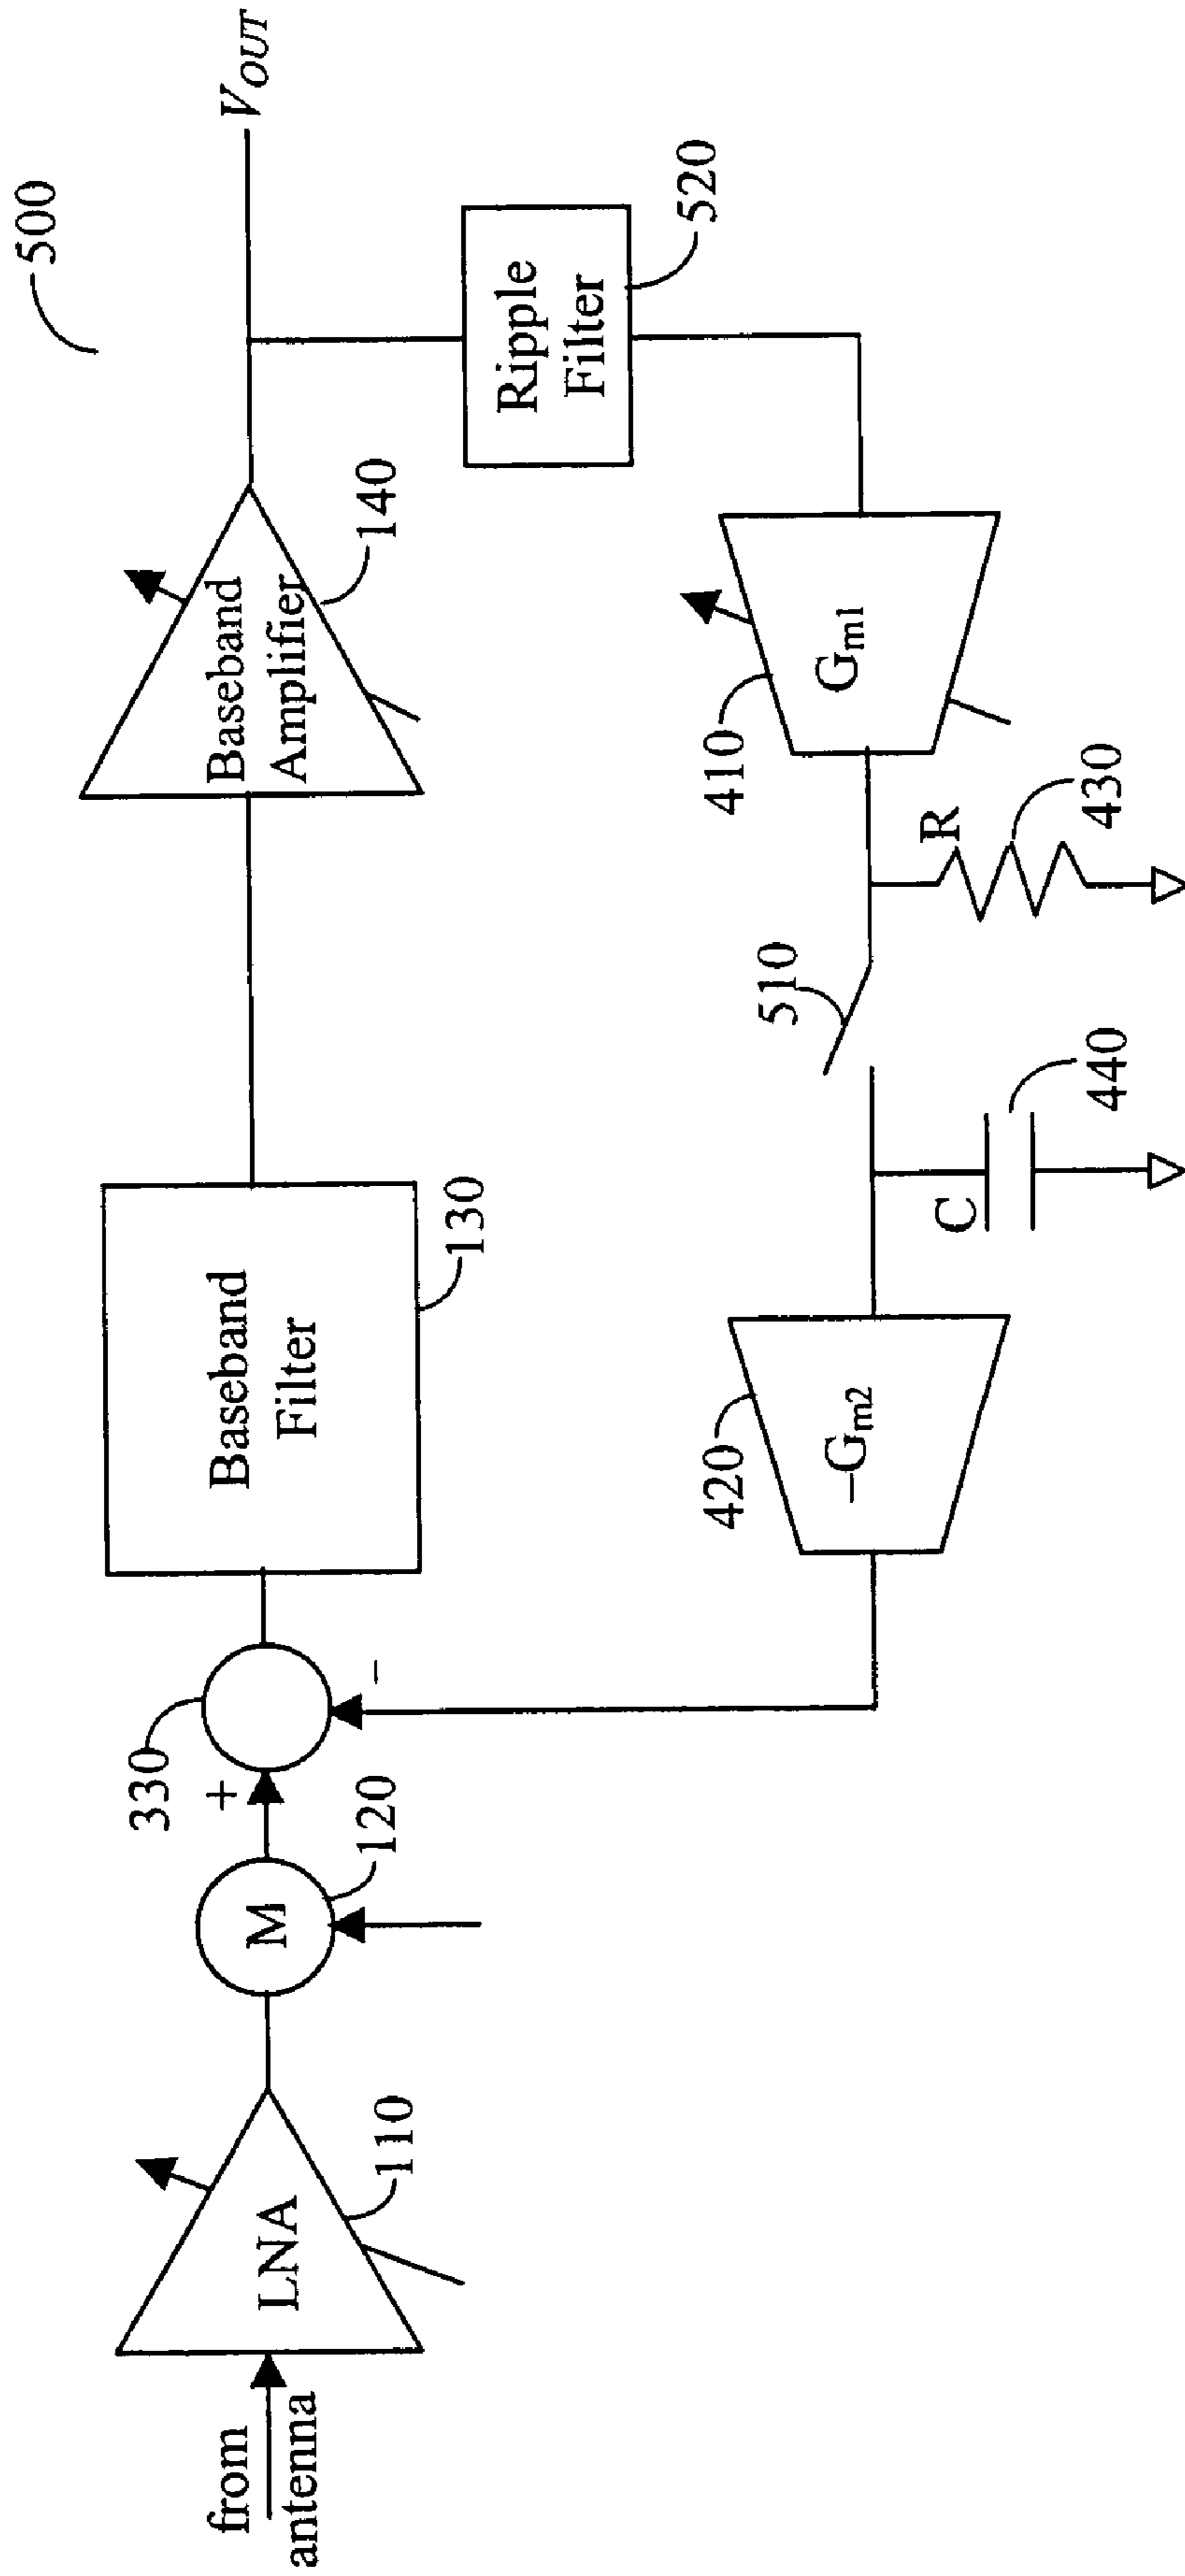 500
from
antenna
LNA
110
M
120
330
+
–
Baseband
Filter
130
Baseband
Amplifier
140
V_OUT
Ripple
Filter
520
G_m1
410
R
430
510
C
440
–G_m2
420